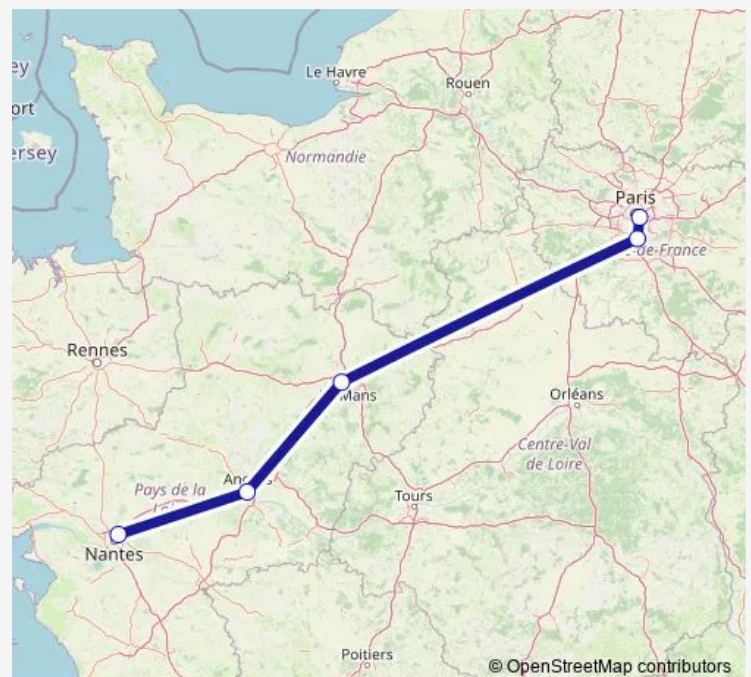 ey
Le Havre
Rouen
ort
ersey
Normandie
Paris
de-France
Rennes
Mans
Orléans
Centre-Val
de Loire
Pays de la
Tours
Nantes
Poitiers
© OpenStreetMap contributors